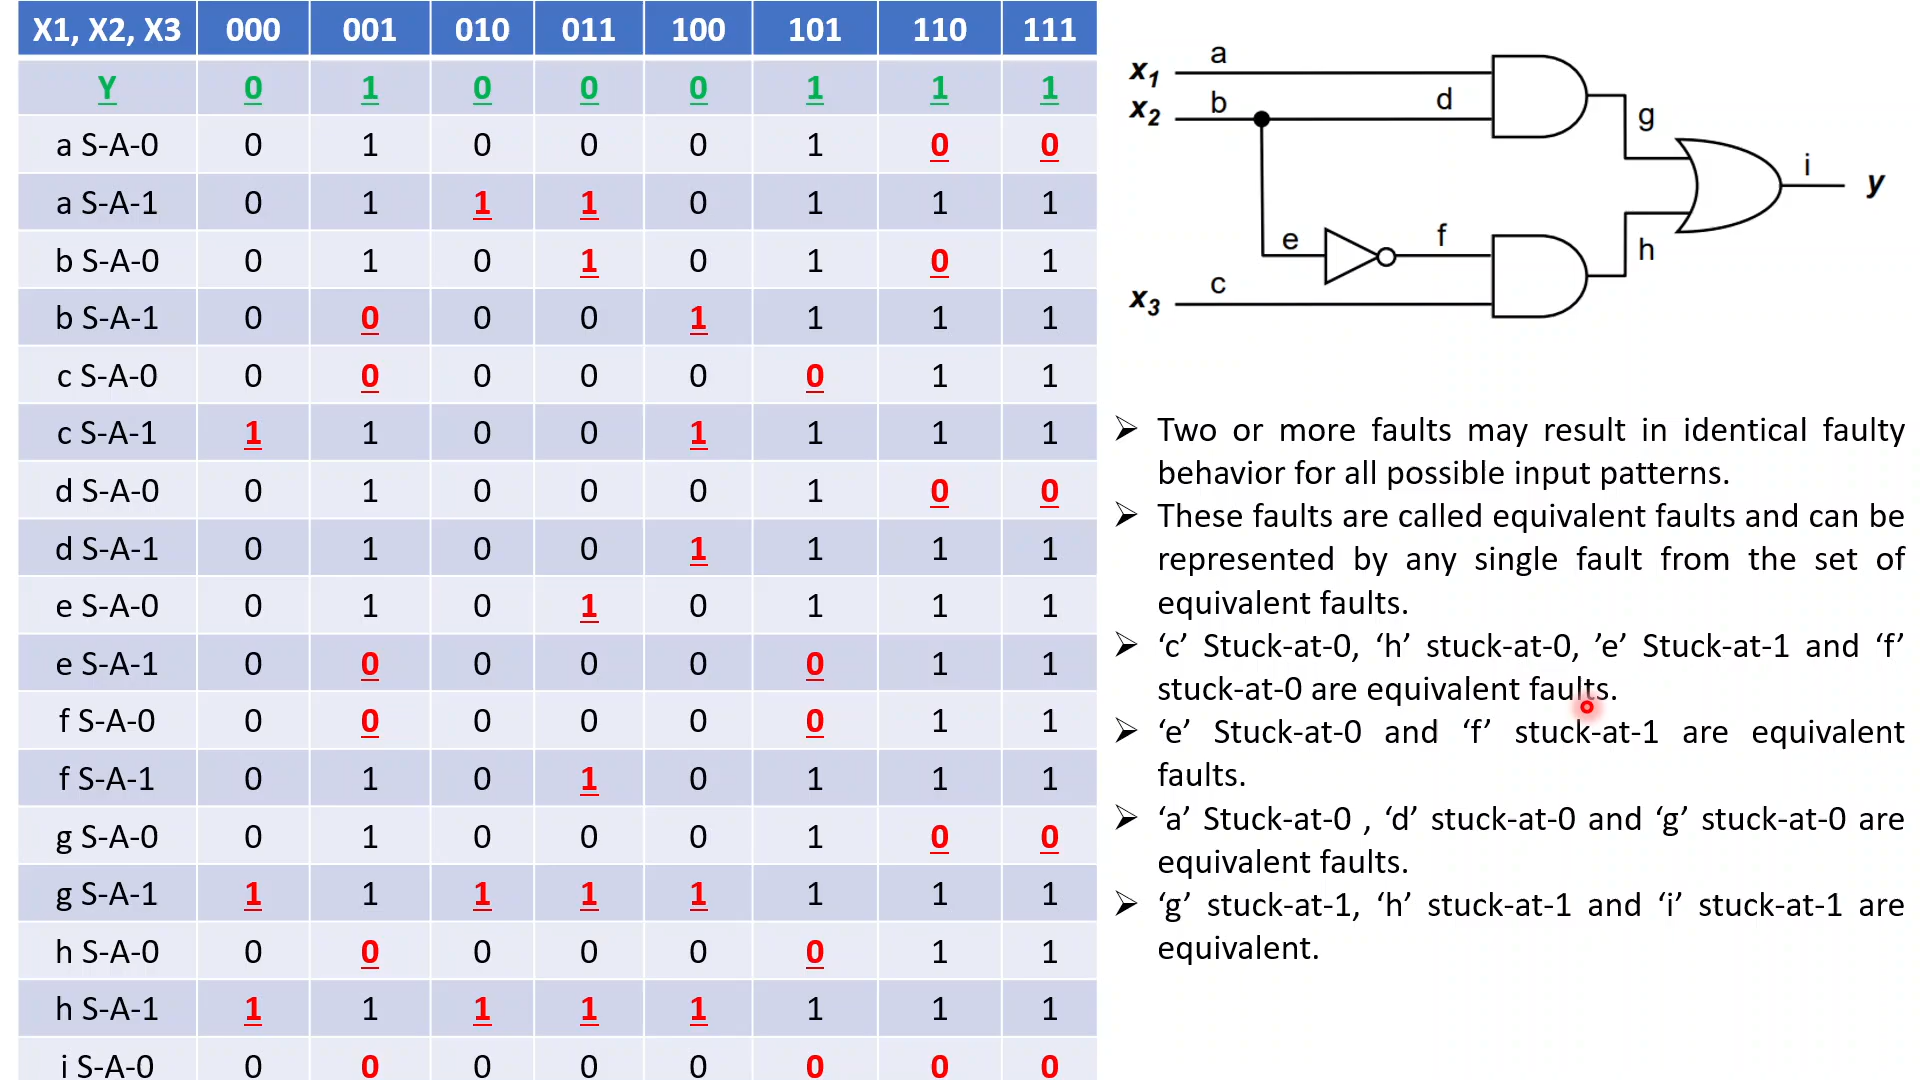 X1, X2, X3 000 001 010 011 100 101 110 111
Y 0 1 0 0 0 1 1 1
a S-A-0 0 1 0 0 0 1 0 0
a S-A-1 0 1 1 1 0 1 1 1
b S-A-0 0 1 0 1 0 1 0 1
b S-A-1 0 0 0 0 1 1 1 1
c S-A-0 0 0 0 0 0 0 1 1
c S-A-1 1 1 0 0 1 1 1 1
d S-A-0 0 1 0 0 0 1 0 0
d S-A-1 0 1 0 0 1 1 1 1
e S-A-0 0 1 0 1 0 1 1 1
e S-A-1 0 0 0 0 0 0 1 1
f S-A-0 0 0 0 0 0 0 1 1
f S-A-1 0 1 0 1 0 1 1 1
g S-A-0 0 1 0 0 0 1 0 0
g S-A-1 1 1 1 1 1 1 1 1
h S-A-0 0 0 0 0 0 0 1 1
h S-A-1 1 1 1 1 1 1 1 1
i S-A-0 0 0 0 0 0 0 0 0
x1 a
x2 b d
g
i y
e f
h
x3 c
Two or more faults may result in identical faulty
behavior for all possible input patterns.
These faults are called equivalent faults and can be
represented by any single fault from the set of
equivalent faults.
‘c’ Stuck-at-0, ‘h’ stuck-at-0, ’e’ Stuck-at-1 and ‘f’
stuck-at-0 are equivalent faults.
‘e’ Stuck-at-0 and ‘f’ stuck-at-1 are equivalent
faults.
‘a’ Stuck-at-0 , ‘d’ stuck-at-0 and ‘g’ stuck-at-0 are
equivalent faults.
‘g’ stuck-at-1, ‘h’ stuck-at-1 and ‘i’ stuck-at-1 are
equivalent.